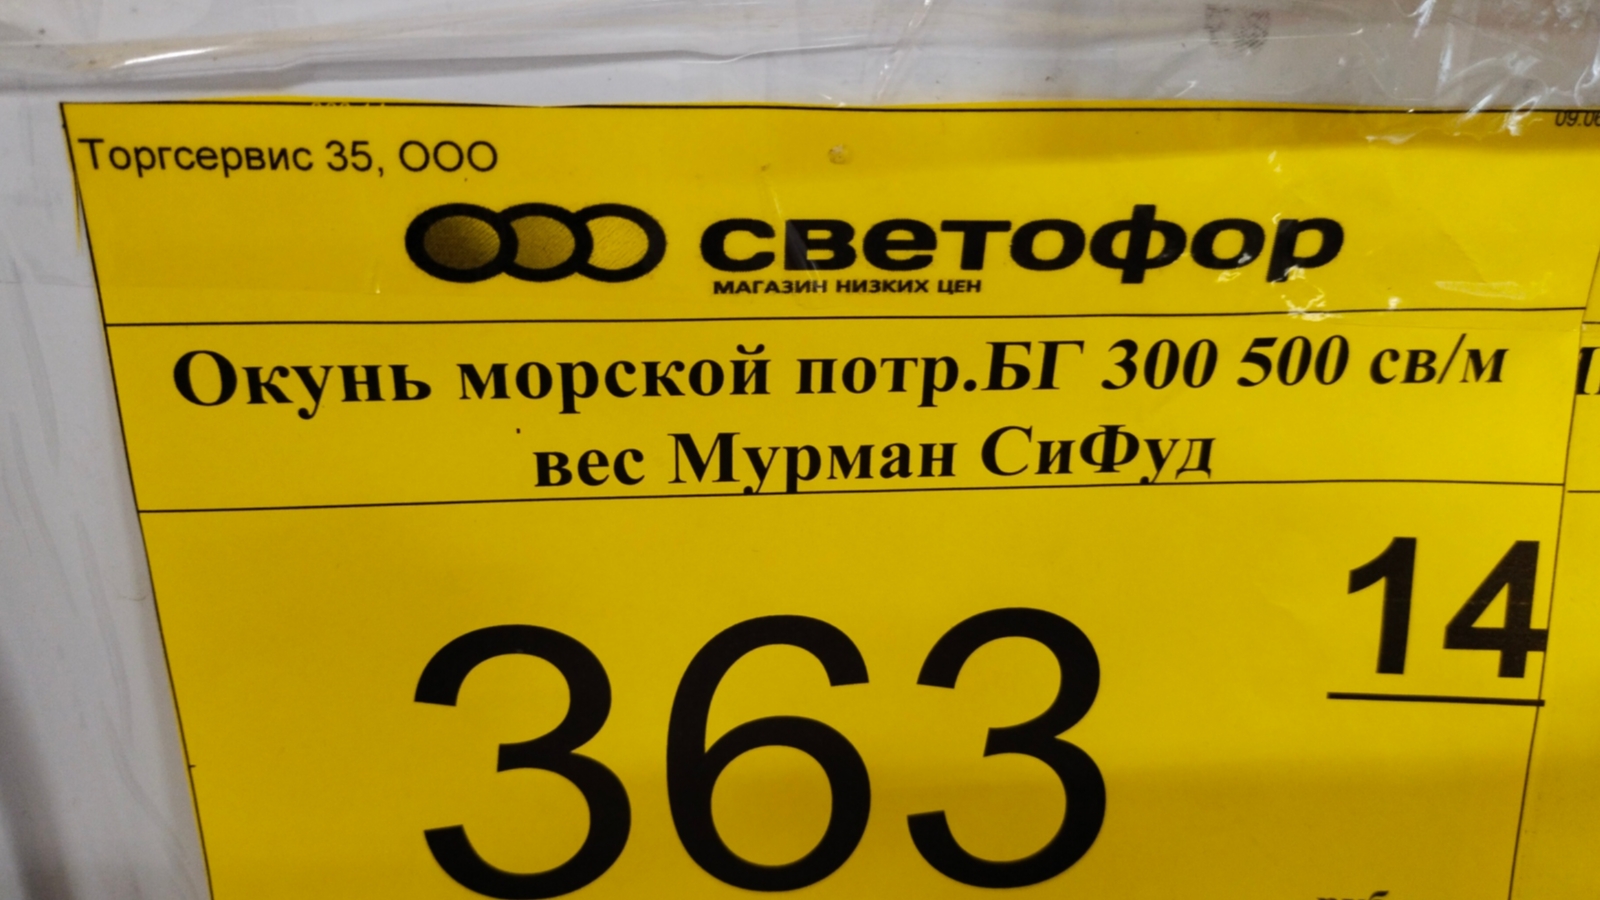 Торгсервис 35, ООО
светофор
МАГАЗИН НИЗКИХ ЦЕН
Окунь морской потр.БГ 300 500 св/м
вес Мурман СиФуд
363
14